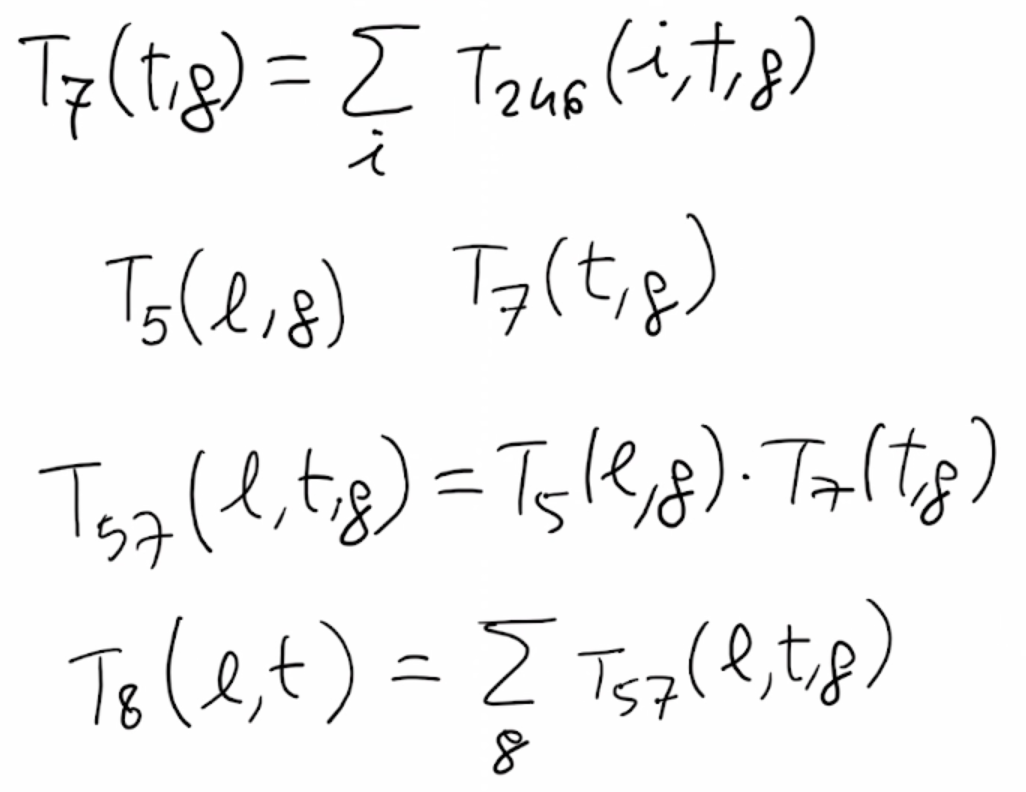 T₇(t,g) = Σ_i T₂₄₆(i,t,g)
T₅(l,g) T₇(t,g)
T₅₇(l,t,g) = T₅(l,g) · T₇(t,g)
T₈(l,t) = Σ_g T₅₇(l,t,g)